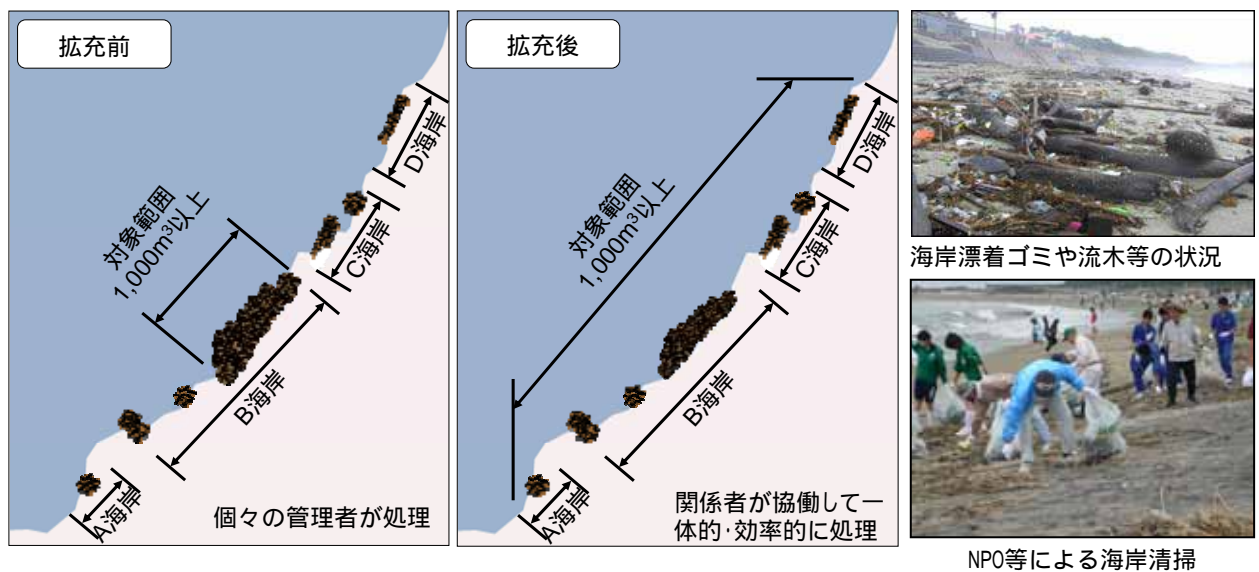 拡充前
対象範囲
1,000m³以上
D海岸
C海岸
B海岸
A海岸
個々の管理者が処理
拡充後
対象範囲
1,000m³以上
D海岸
C海岸
B海岸
A海岸
関係者が協働して一
体的・効率的に処理
海岸漂着ゴミや流木等の状況
NPO等による海岸清掃